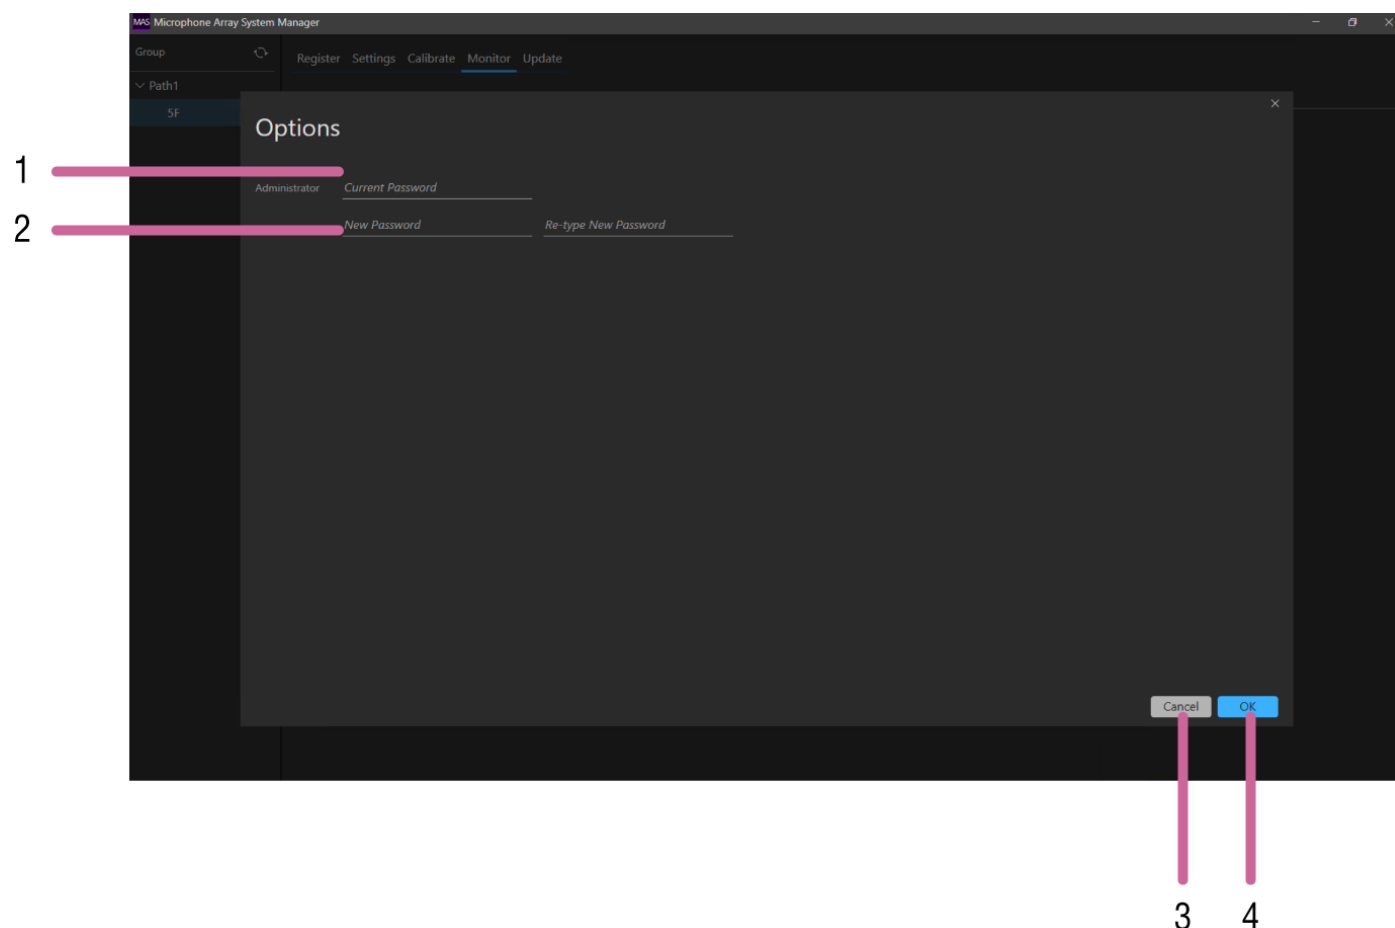 MAS Microphone Array System Manager
Group
Register Settings Calibrate Monitor Update
Path1
5F
Options
1
Administrator Current Password
2
New Password Re-type New Password
Cancel OK
3 4